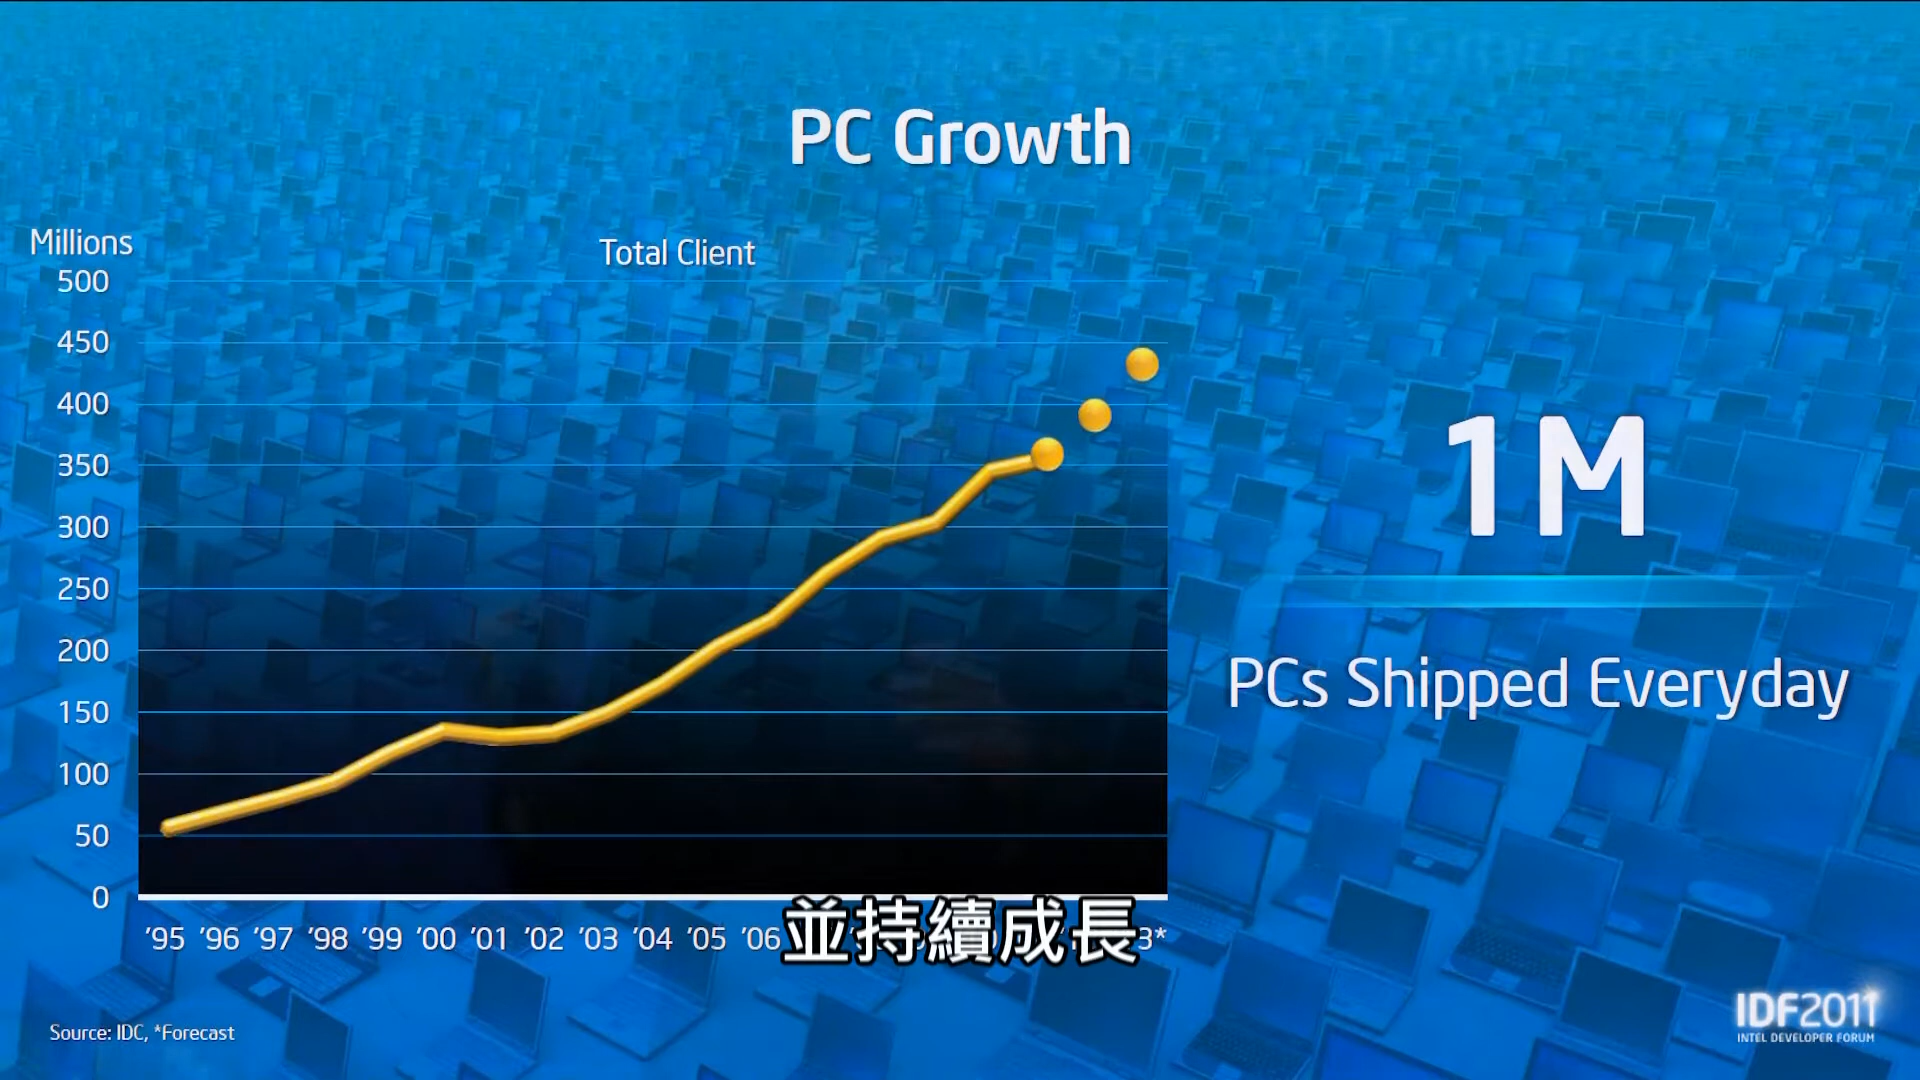 PC Growth
Millions
Total Client
500
450
400
350
300
250
200
150
100
50
0
1M
PCs Shipped Everyday
'95 '96 '97 '98 '99 '00 '01 '02 '03 '04 '05 '06
並持續成長
Source: IDC, *Forecast
IDF2011
INTEL DEVELOPER FORUM